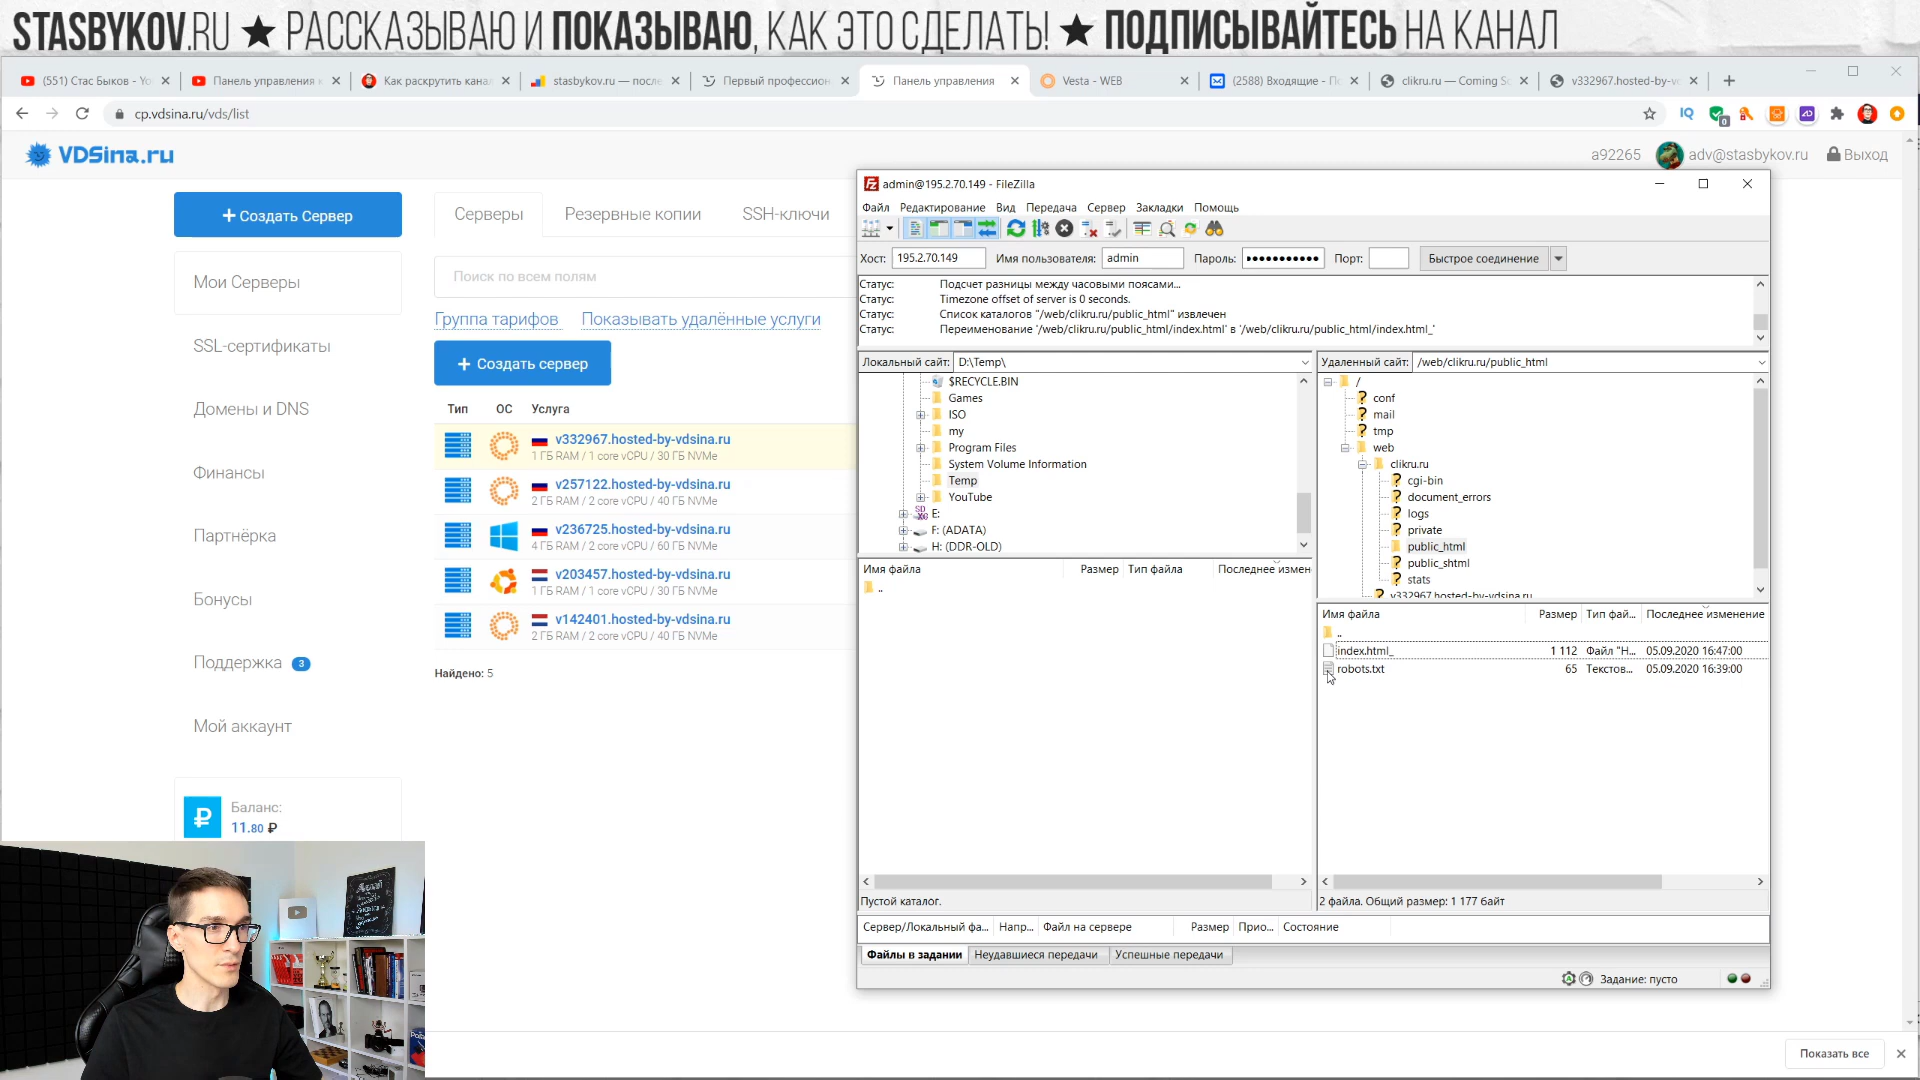 STASBYKOV.RU ★ РАССКАЗЫВАЮ И ПОКАЗЫВАЮ, КАК ЭТО СДЕЛАТЬ! ★ ПОДПИСЫВАЙТЕСЬ НА КАНАЛ
(551) Стас Быков - Yo
Панель управления
Как раскрутить канал
stasbykov.ru — после
Первый профессион
Панель управления
Vesta - WEB
(2588) Входящие - По
clikru.ru — Coming So
v332967.hosted-by-v
cp.vdsina.ru/vds/list
VDSina.ru
a92265
adv@stasbykov.ru
Выход
+ Создать Сервер
Мои Серверы
SSL-сертификаты
Домены и DNS
Финансы
Партнёрка
Бонусы
Поддержка 3
Мой аккаунт
Баланс:
11.80 ₽
Серверы
Резервные копии
SSH-ключи
Поиск по всем полям
Группа тарифов
Показывать удалённые услуги
+ Создать сервер
Тип ОС Услуга
v332967.hosted-by-vdsina.ru
1 ГБ RAM / 1 core vCPU / 30 ГБ NVMe
v257122.hosted-by-vdsina.ru
2 ГБ RAM / 2 core vCPU / 40 ГБ NVMe
v236725.hosted-by-vdsina.ru
4 ГБ RAM / 2 core vCPU / 60 ГБ NVMe
v203457.hosted-by-vdsina.ru
1 ГБ RAM / 1 core vCPU / 30 ГБ NVMe
v142401.hosted-by-vdsina.ru
2 ГБ RAM / 2 core vCPU / 40 ГБ NVMe
Найдено: 5
admin@195.2.70.149 - FileZilla
Файл Редактирование Вид Передача Сервер Закладки Помощь
Хост: 195.2.70.149 Имя пользователя: admin Пароль: ●●●●●●●●●●● Порт: Быстрое соединение
Статус: Подсчет разницы между часовыми поясами...
Статус: Timezone offset of server is 0 seconds.
Статус: Список каталогов "/web/clikru.ru/public_html" извлечен
Статус: Переименование '/web/clikru.ru/public_html/index.html' в '/web/clikru.ru/public_html/index.html_'
Локальный сайт: D:\Temp\
$RECYCLE.BIN
Games
ISO
my
Program Files
System Volume Information
Temp
YouTube
E:
F: (ADATA)
H: (DDR-OLD)
Имя файла Размер Тип файла Последнее измен
..
Пустой каталог.
Удаленный сайт: /web/clikru.ru/public_html
/
conf
mail
tmp
web
clikru.ru
cgi-bin
document_errors
logs
private
public_html
public_shtml
stats
v332967.hosted-by-vdsina.ru
Имя файла Размер Тип фай... Последнее изменение
..
index.html_ 1 112 Файл "H... 05.09.2020 16:47:00
robots.txt 65 Текстов... 05.09.2020 16:39:00
2 файла. Общий размер: 1 177 байт
Сервер/Локальный фа... Напр... Файл на сервере Размер Прио... Состояние
Файлы в задании Неудавшиеся передачи Успешные передачи
Задание: пусто
Показать все